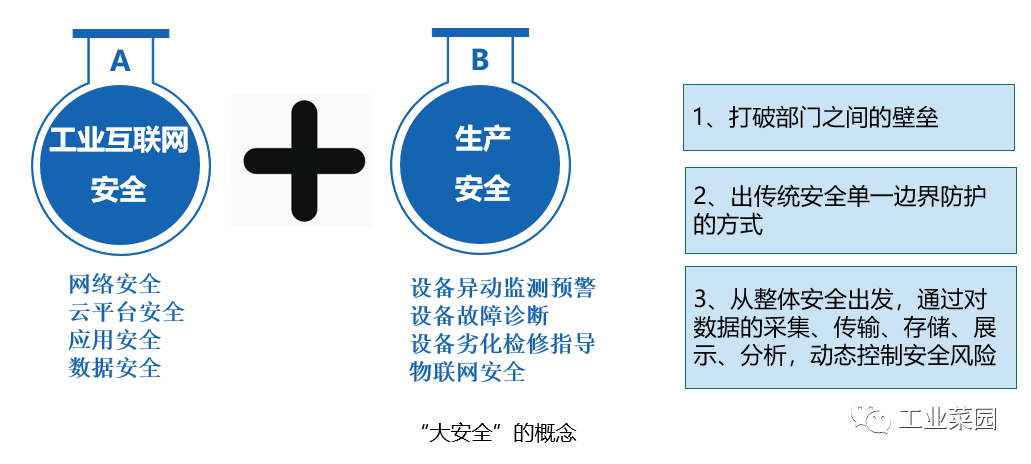 A
工业互联网
安全
网络安全
云平台安全
应用安全
数据安全
B
生产
安全
设备异动监测预警
设备故障诊断
设备劣化检修指导
物联网安全
1、打破部门之间的壁垒
2、出传统安全单一边界防护
的方式
3、从整体安全出发，通过对
数据的采集、传输、存储、展
示、分析，动态控制安全风险
“大安全”的概念
工业菜园